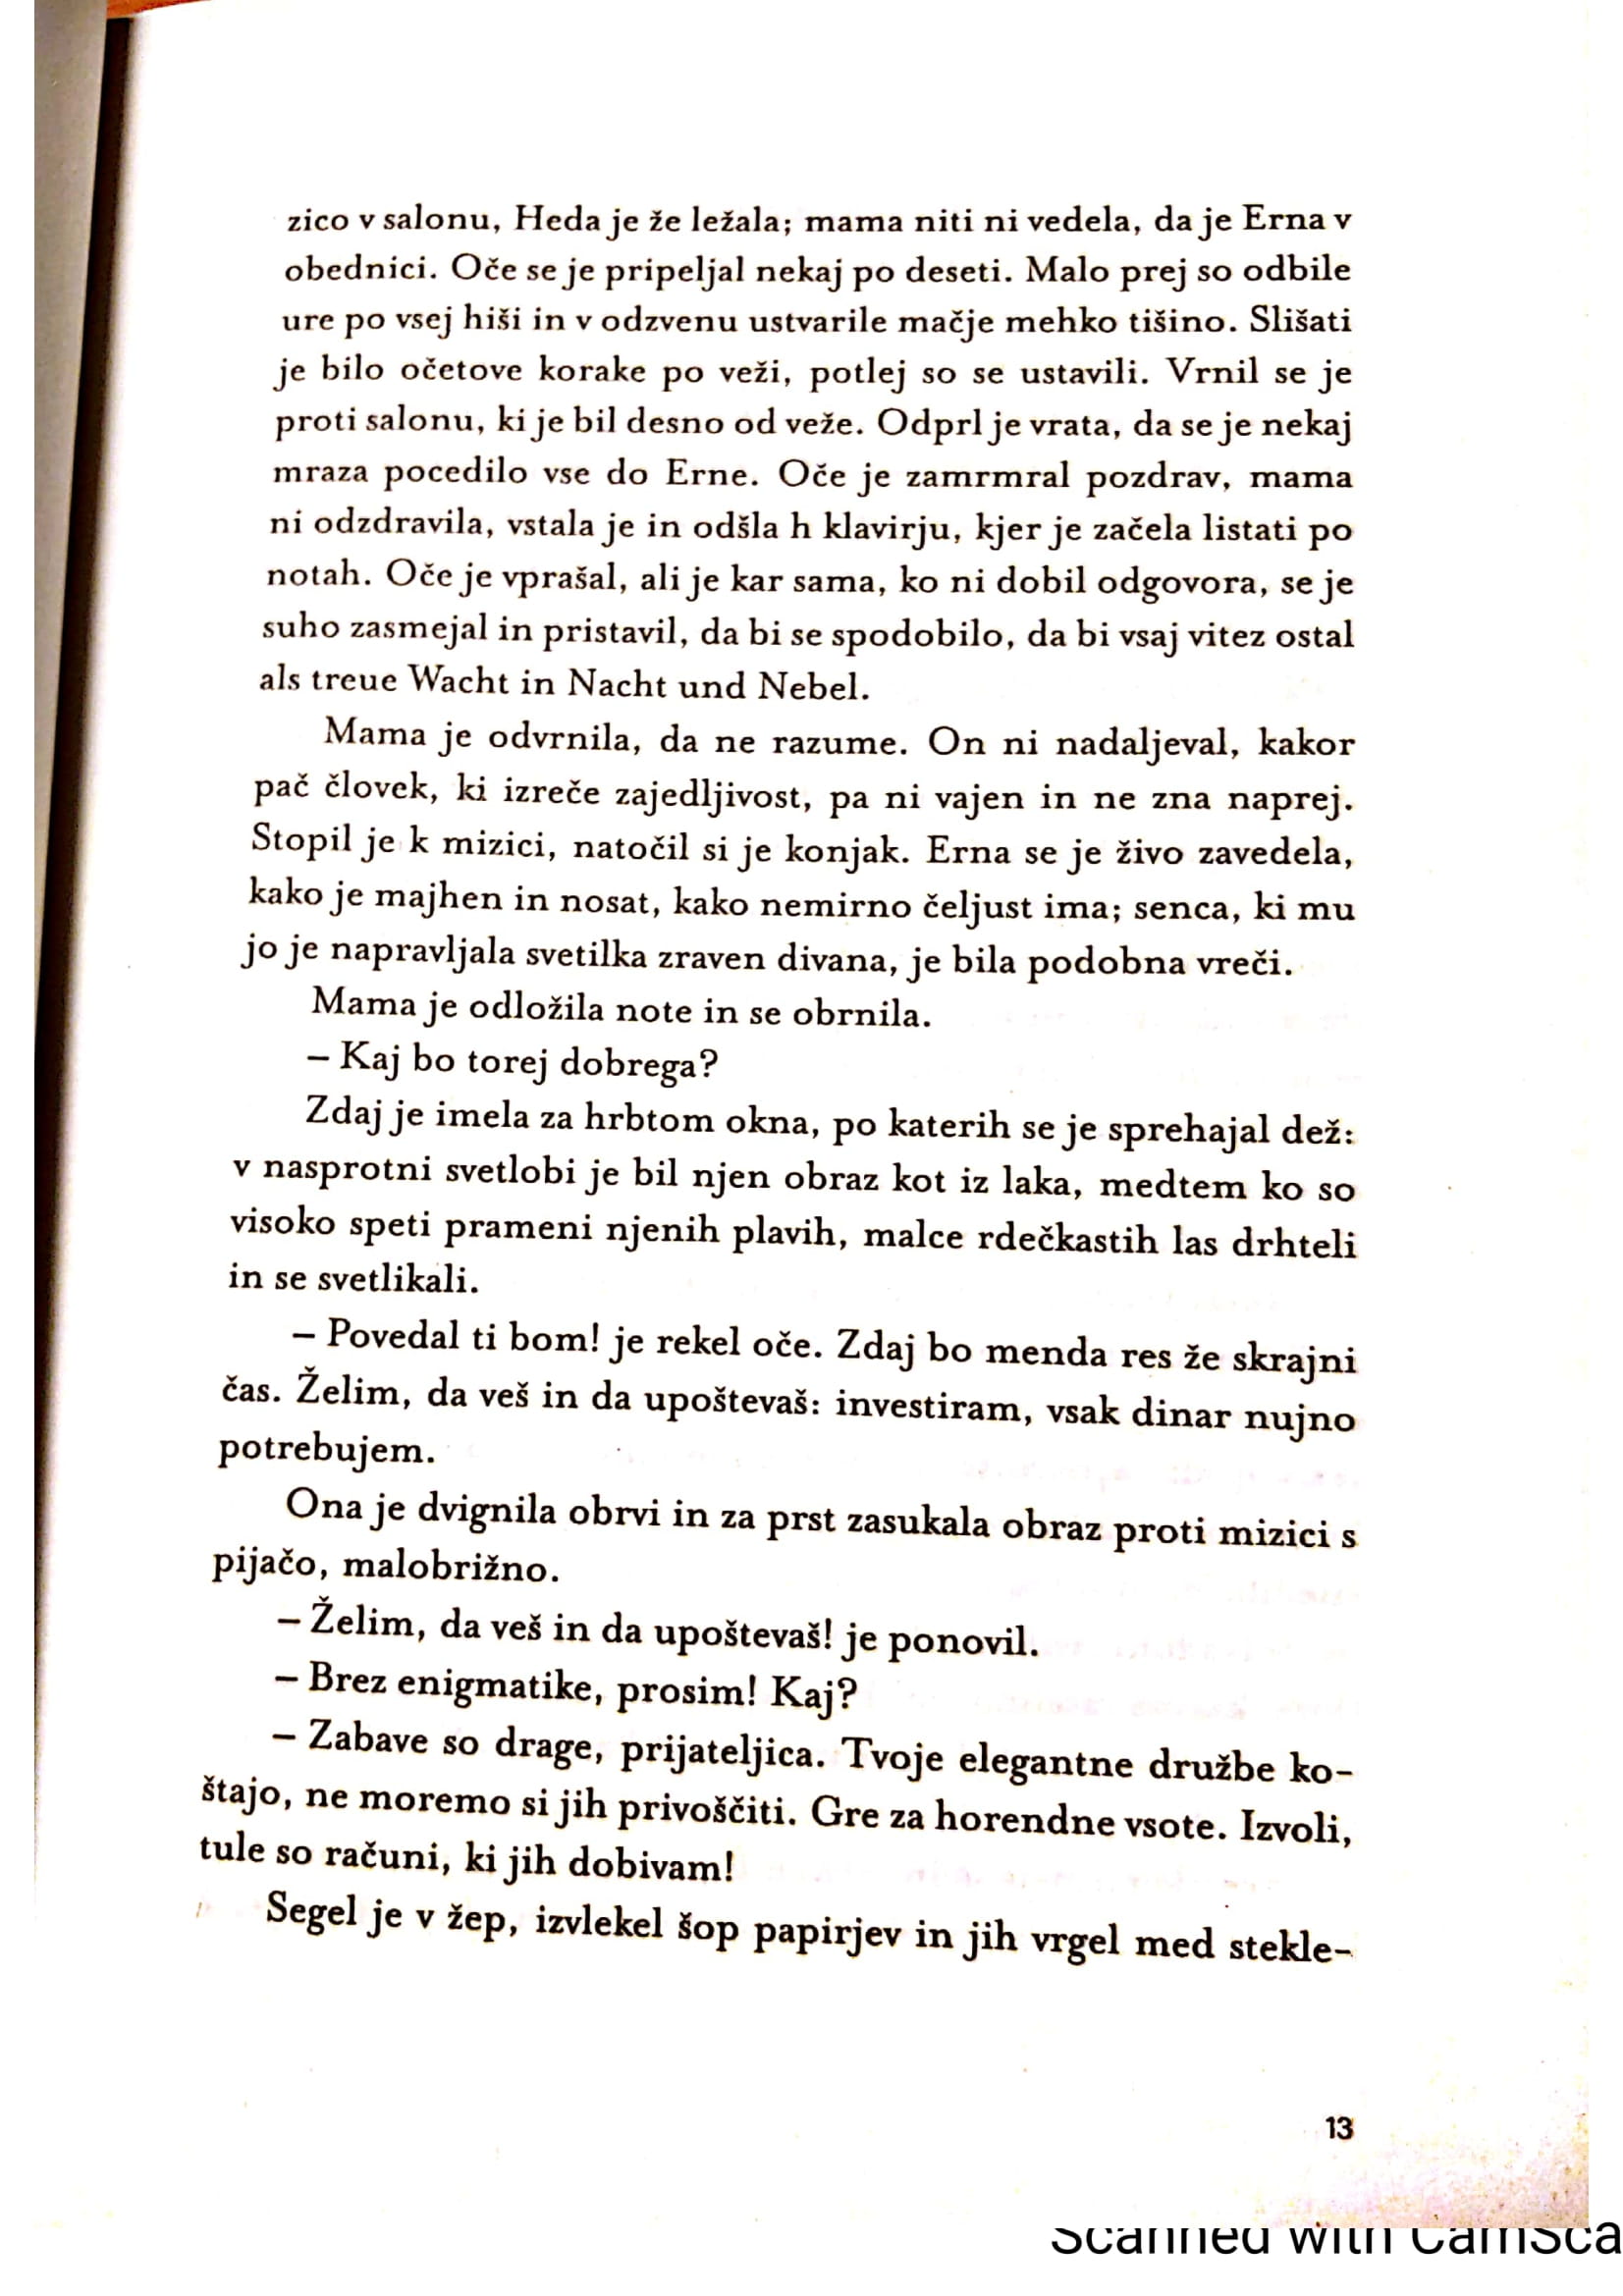 zico v salonu, Heda je že ležala; mama niti ni vedela, da je Erna v
obednici. Oče se je pripeljal nekaj po deseti. Malo prej so odbile
ure po vsej hiši in v odzvenu ustvarile mačje mehko tišino. Slišati
je bilo očetove korake po veži, potlej so se ustavili. Vrnil se je
proti salonu, ki je bil desno od veže. Odprl je vrata, da se je nekaj
mraza pocedilo vse do Erne. Oče je zamrmral pozdrav, mama
ni odzdravila, vstala je in odšla h klavirju, kjer je začela listati po
notah. Oče je vprašal, ali je kar sama, ko ni dobil odgovora, se je
suho zasmejal in pristavil, da bi se spodobilo, da bi vsaj vitez ostal
als treue Wacht in Nacht und Nebel.
Mama je odvrnila, da ne razume. On ni nadaljeval, kakor
pač človek, ki izreče zajedljivost, pa ni vajen in ne zna naprej.
Stopil je k mizici, natočil si je konjak. Erna se je živo zavedela,
kako je majhen in nosat, kako nemirno čeljust ima; senca, ki mu
jo je napravljala svetilka zraven divana, je bila podobna vreči.
Mama je odložila note in se obrnila.
– Kaj bo torej dobrega?
Zdaj je imela za hrbtom okna, po katerih se je sprehajal dež:
v nasprotni svetlobi je bil njen obraz kot iz laka, medtem ko so
visoko speti prameni njenih plavih, malce rdečkastih las drhteli
in se svetlikali.
– Povedal ti bom! je rekel oče. Zdaj bo menda res že skrajni
čas. Želim, da veš in da upoštevaš: investiram, vsak dinar nujno
potrebujem.
Ona je dvignila obrvi in za prst zasukala obraz proti mizici s
pijačo, malobrižno.
– Želim, da veš in da upoštevaš! je ponovil.
– Brez enigmatike, prosim! Kaj?
– Zabave so drage, prijateljica. Tvoje elegantne družbe ko-
štajo, ne moremo si jih privoščiti. Gre za horendne vsote. Izvoli,
tule so računi, ki jih dobivam!
Segel je v žep, izvlekel šop papirjev in jih vrgel med stekle-
13
Scanned with CamSca